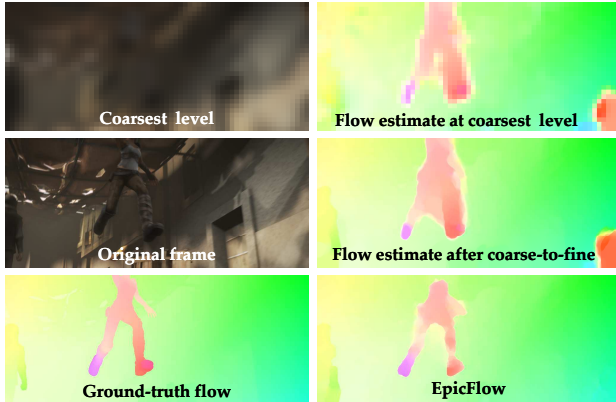 Coarsest level
Flow estimate at coarsest level
Original frame
Flow estimate after coarse-to-fine
Ground-truth flow
EpicFlow